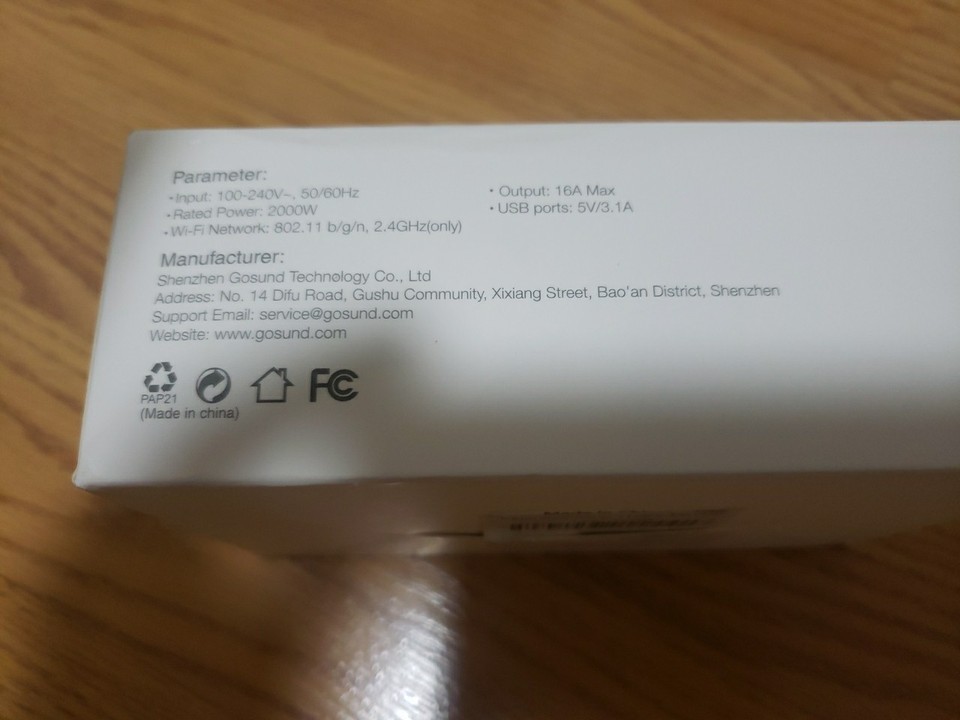 Parameter:
• Input: 100-240V~, 50/60Hz
• Rated Power: 2000W
• Wi-Fi Network: 802.11 b/g/n, 2.4GHz(only)
• Output: 16A Max
• USB ports: 5V/3.1A
Manufacturer:
Shenzhen Gosund Technology Co., Ltd
Address: No. 14 Difu Road, Gushu Community, Xixiang Street, Bao'an District, Shenzhen
Support Email: service@gosund.com
Website: www.gosund.com
FC
PAP21
(Made in china)